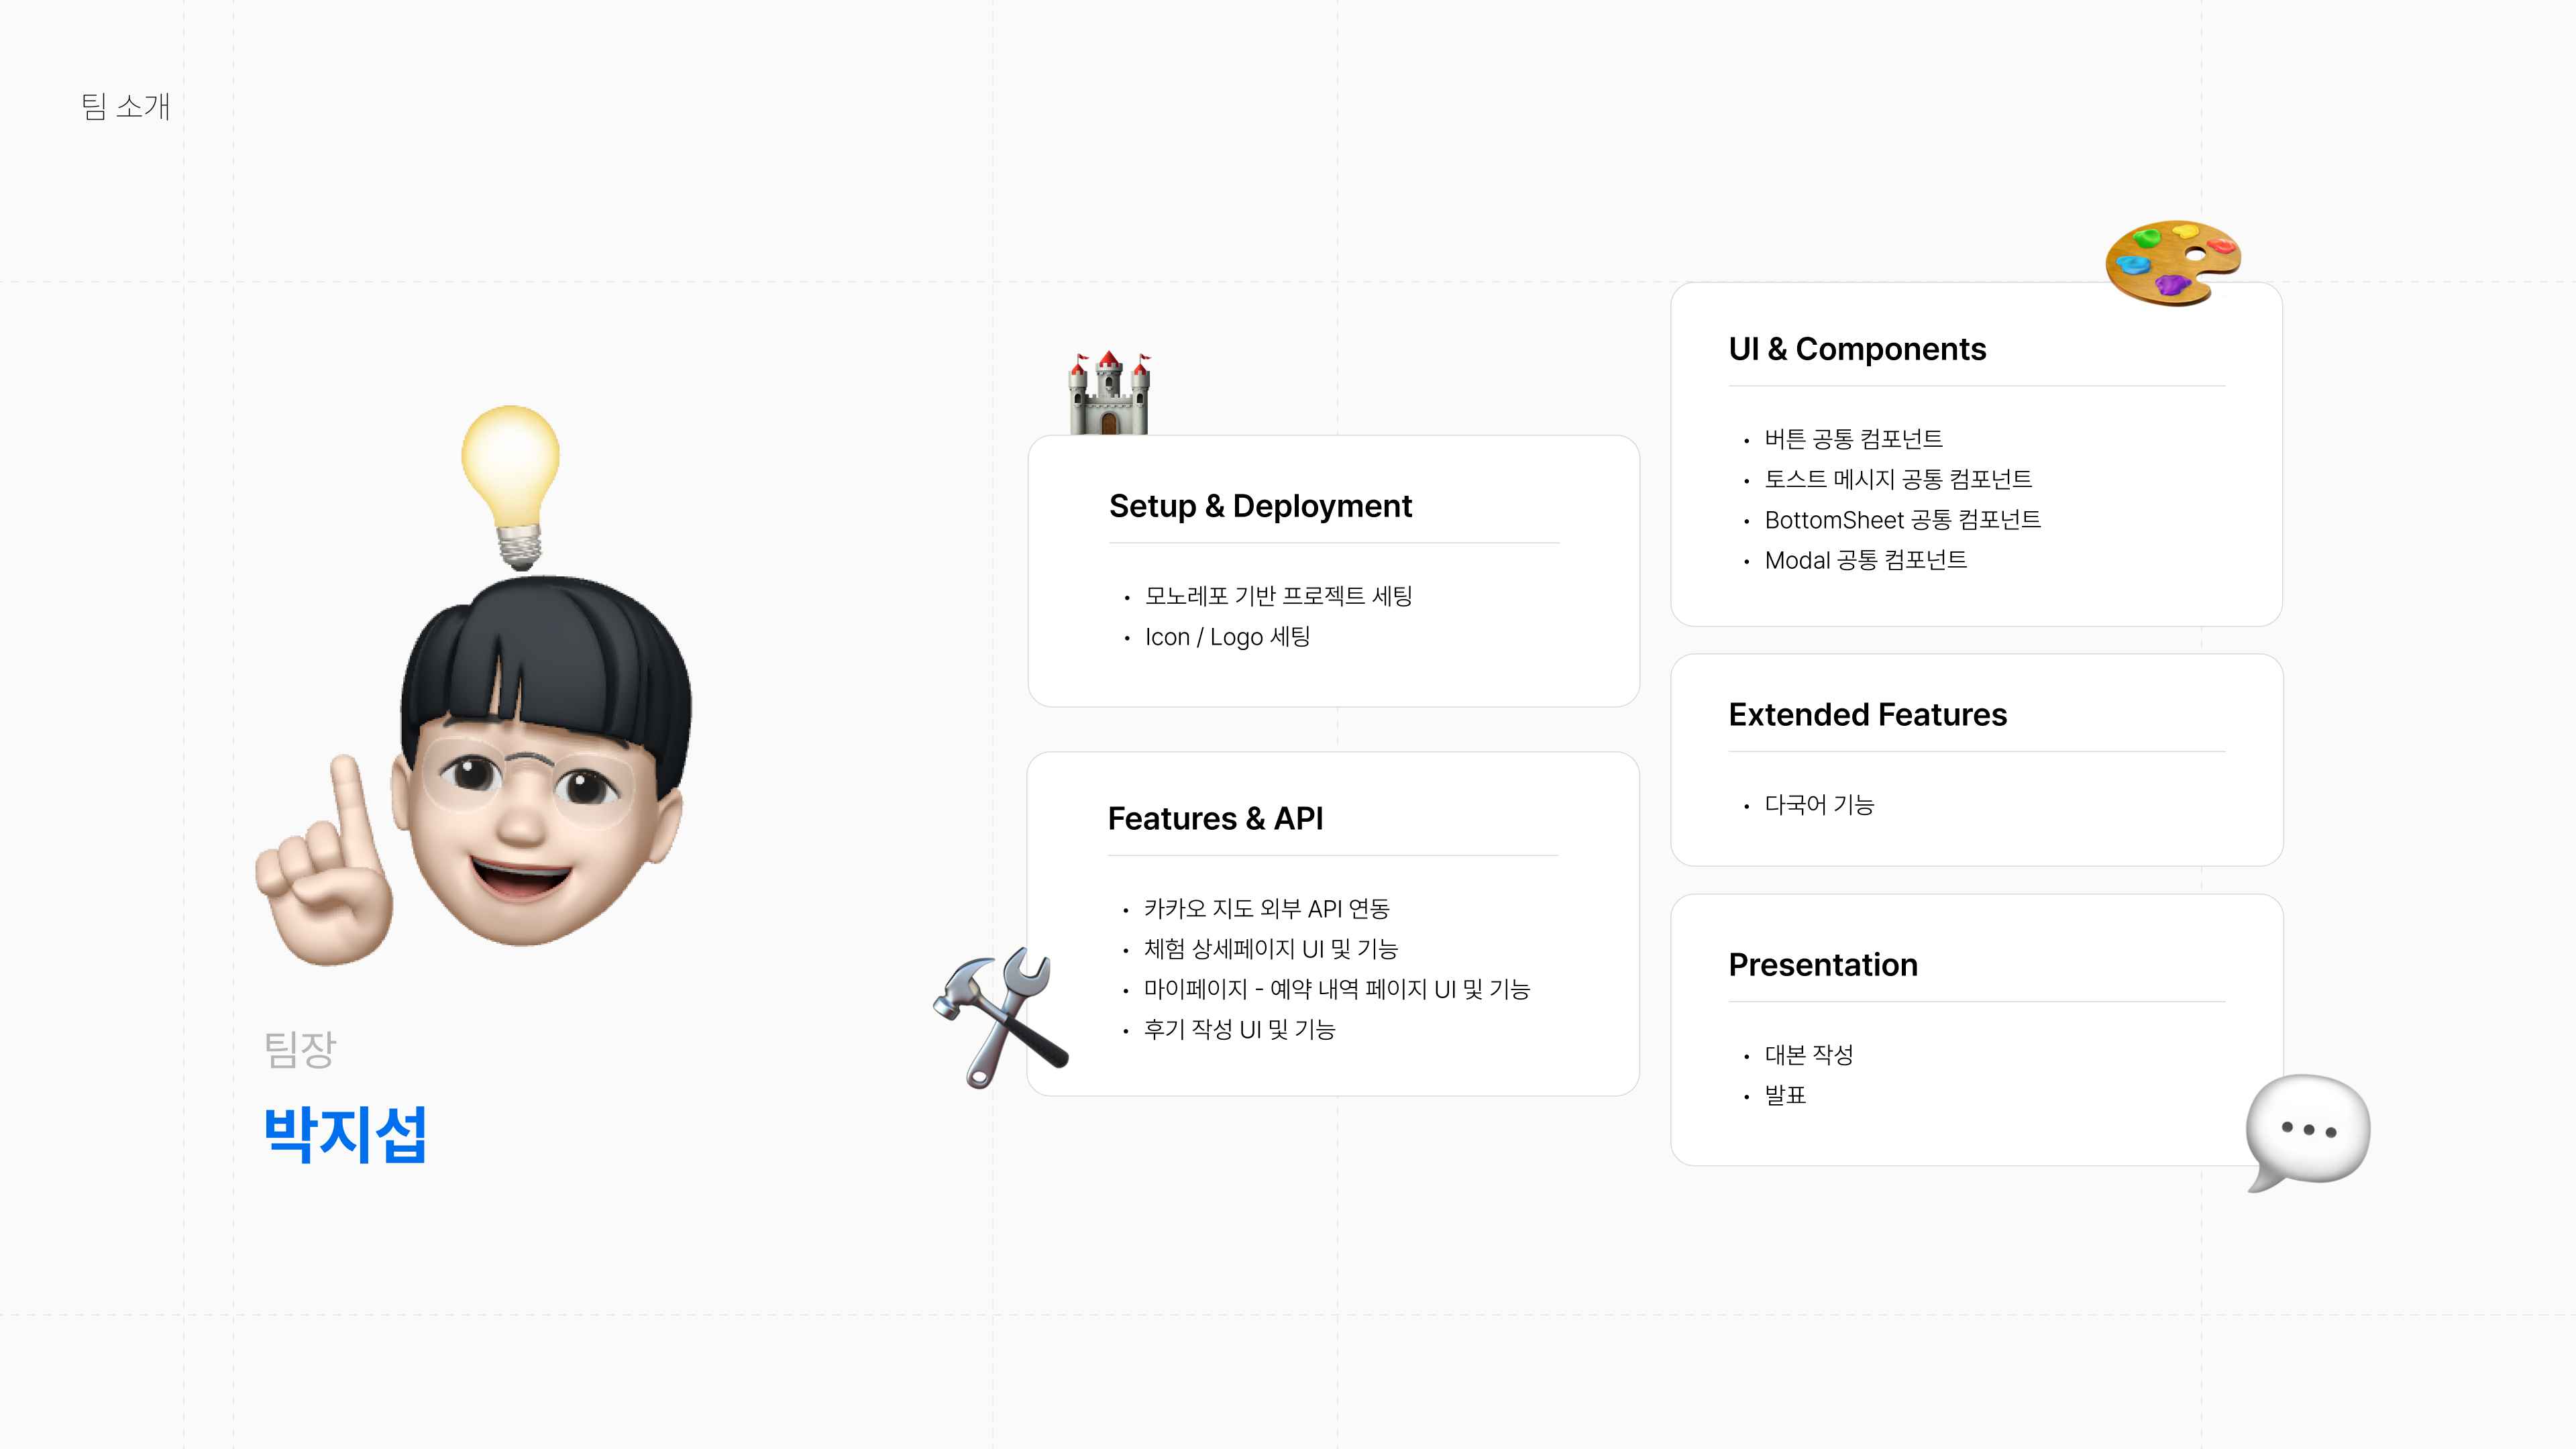 팀 소개
팀장
박지섭
Setup & Deployment
• 모노레포 기반 프로젝트 세팅
• Icon / Logo 세팅
Features & API
• 카카오 지도 외부 API 연동
• 체험 상세페이지 UI 및 기능
• 마이페이지 - 예약 내역 페이지 UI 및 기능
• 후기 작성 UI 및 기능
UI & Components
• 버튼 공통 컴포넌트
• 토스트 메시지 공통 컴포넌트
• BottomSheet 공통 컴포넌트
• Modal 공통 컴포넌트
Extended Features
• 다국어 기능
Presentation
• 대본 작성
• 발표